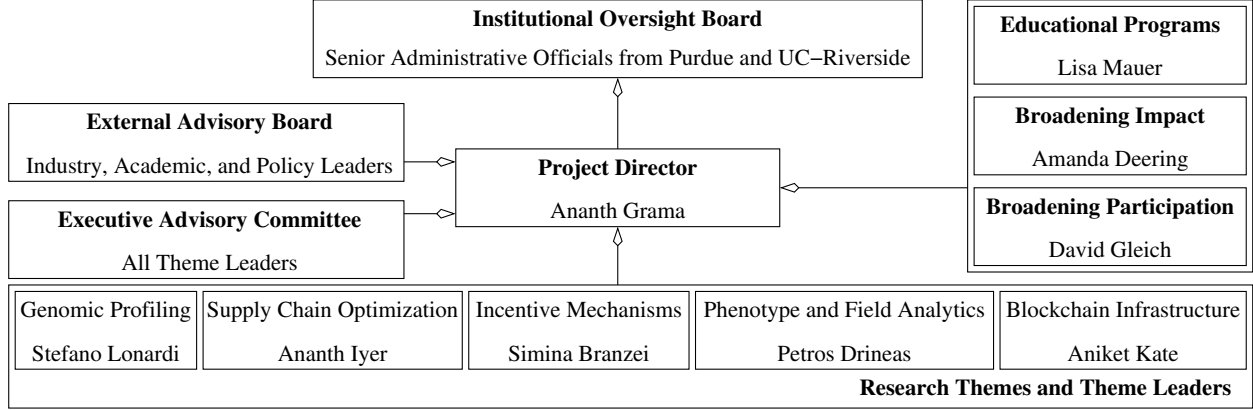 Institutional Oversight Board
Senior Administrative Officials from Purdue and UC−Riverside
Educational Programs
Lisa Mauer
Broadening Impact
Amanda Deering
Broadening Participation
David Gleich
External Advisory Board
Industry, Academic, and Policy Leaders
Project Director
Ananth Grama
Executive Advisory Committee
All Theme Leaders
Genomic Profiling
Stefano Lonardi
Supply Chain Optimization
Ananth Iyer
Incentive Mechanisms
Simina Branzei
Phenotype and Field Analytics
Petros Drineas
Blockchain Infrastructure
Aniket Kate
Research Themes and Theme Leaders